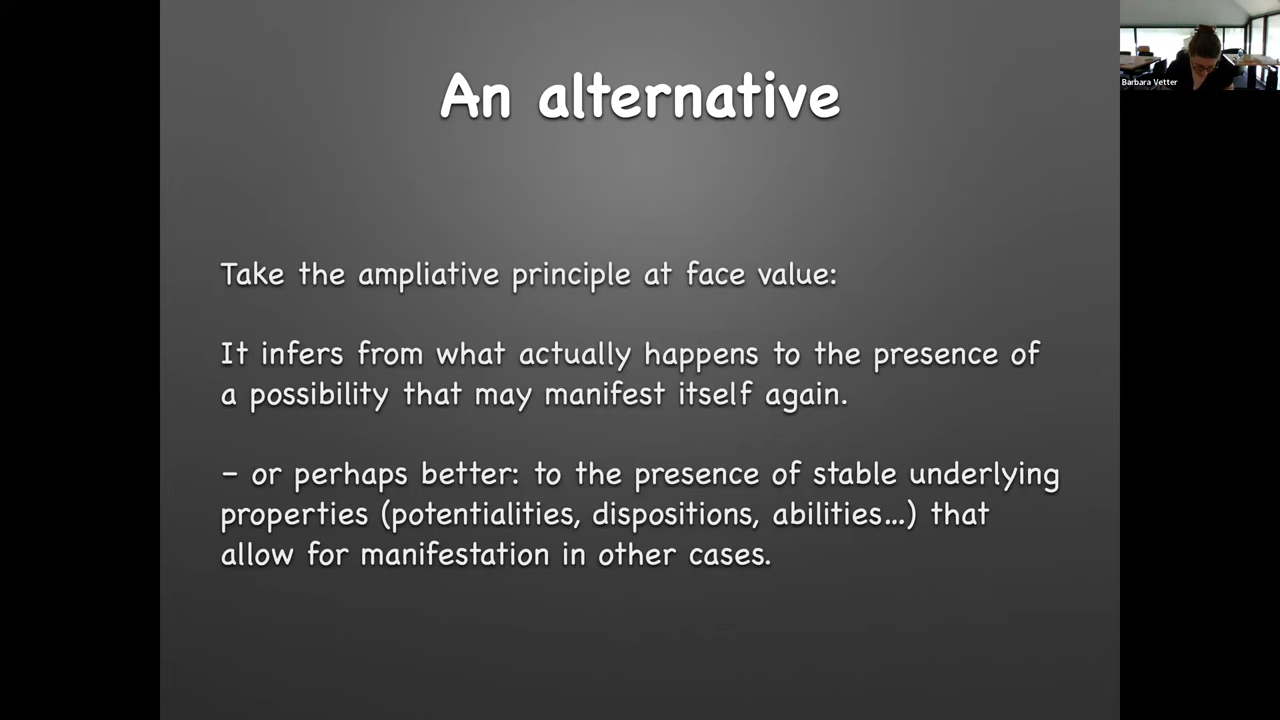 An alternative
Barbara Vetter
Take the ampliative principle at face value:
It infers from what actually happens to the presence of
a possibility that may manifest itself again.
– or perhaps better: to the presence of stable underlying
properties (potentialities, dispositions, abilities...) that
allow for manifestation in other cases.